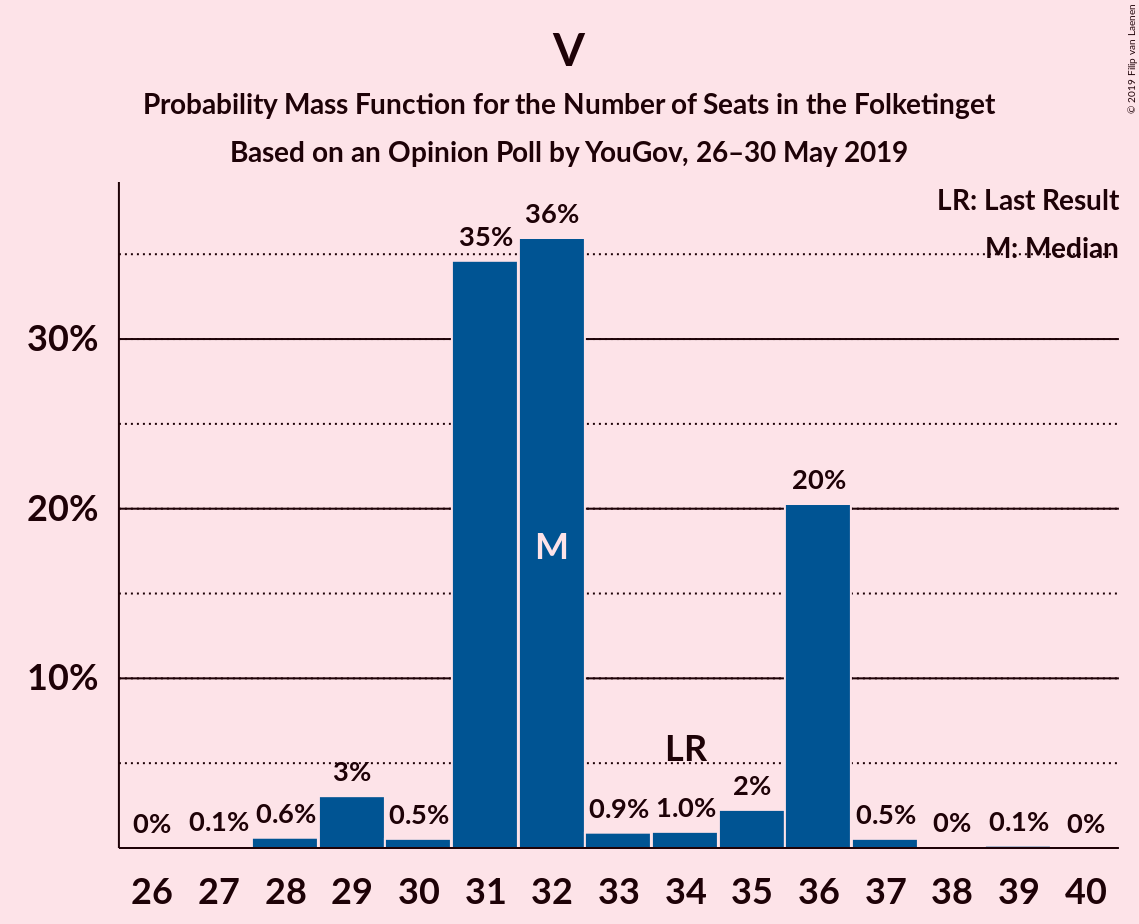 V
Probability Mass Function for the Number of Seats in the Folketinget
Based on an Opinion Poll by YouGov, 26–30 May 2019
© 2019 Filip van Laenen
LR: Last Result
M: Median
30%
20%
10%
0%
0.1%
0.6%
3%
0.5%
35%
36%
0.9%
1.0%
2%
20%
0.5%
0%
0.1%
0%
M
LR
26 27 28 29 30 31 32 33 34 35 36 37 38 39 40